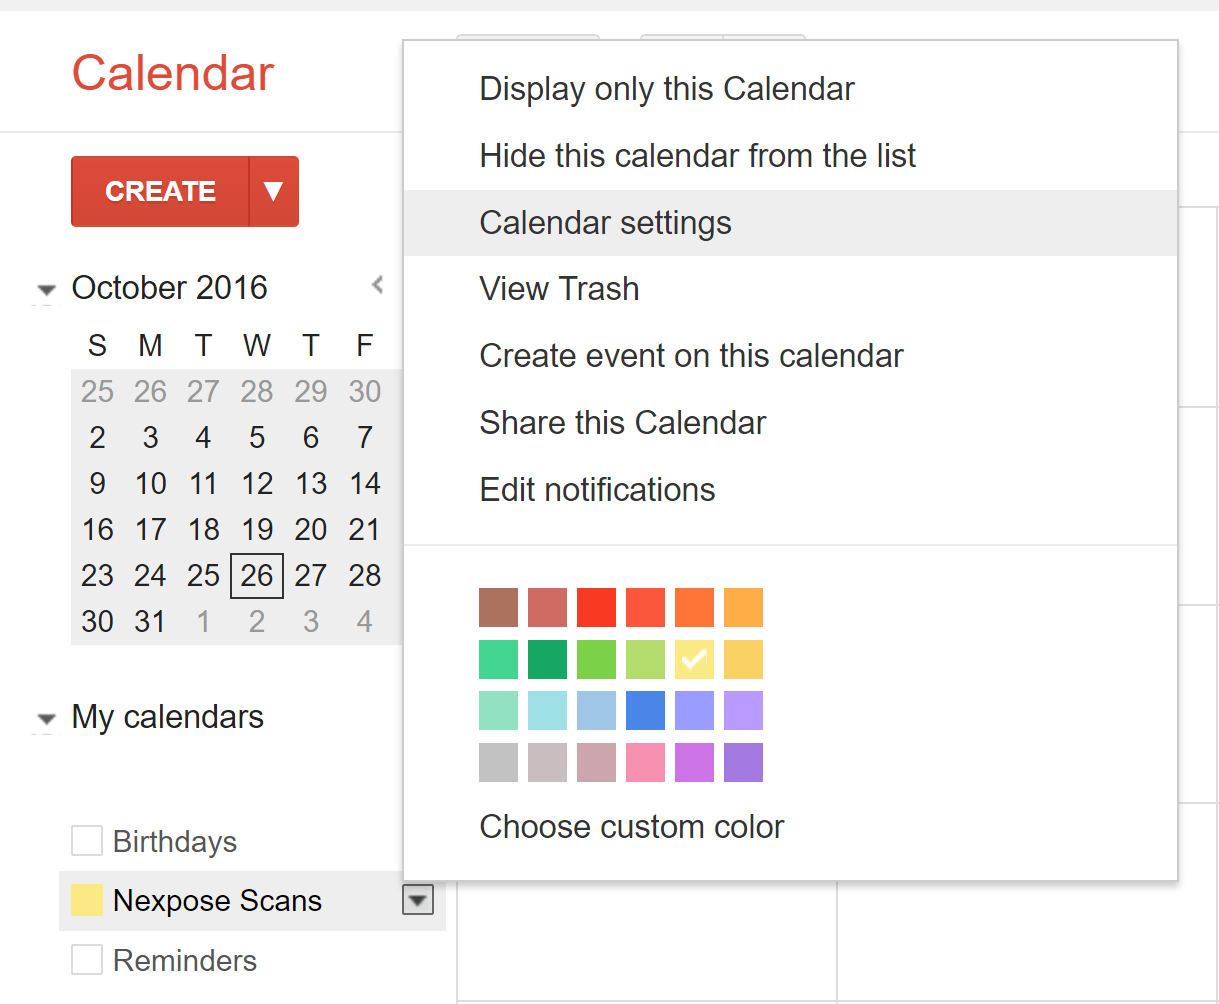 Calendar
CREATE
October 2016
S M T W T F
25 26 27 28 29 30
2 3 4 5 6 7
9 10 11 12 13 14
16 17 18 19 20 21
23 24 25 26 27 28
30 31 1 2 3 4
My calendars
Birthdays
Nexpose Scans
Reminders
Display only this Calendar
Hide this calendar from the list
Calendar settings
View Trash
Create event on this calendar
Share this Calendar
Edit notifications
Choose custom color